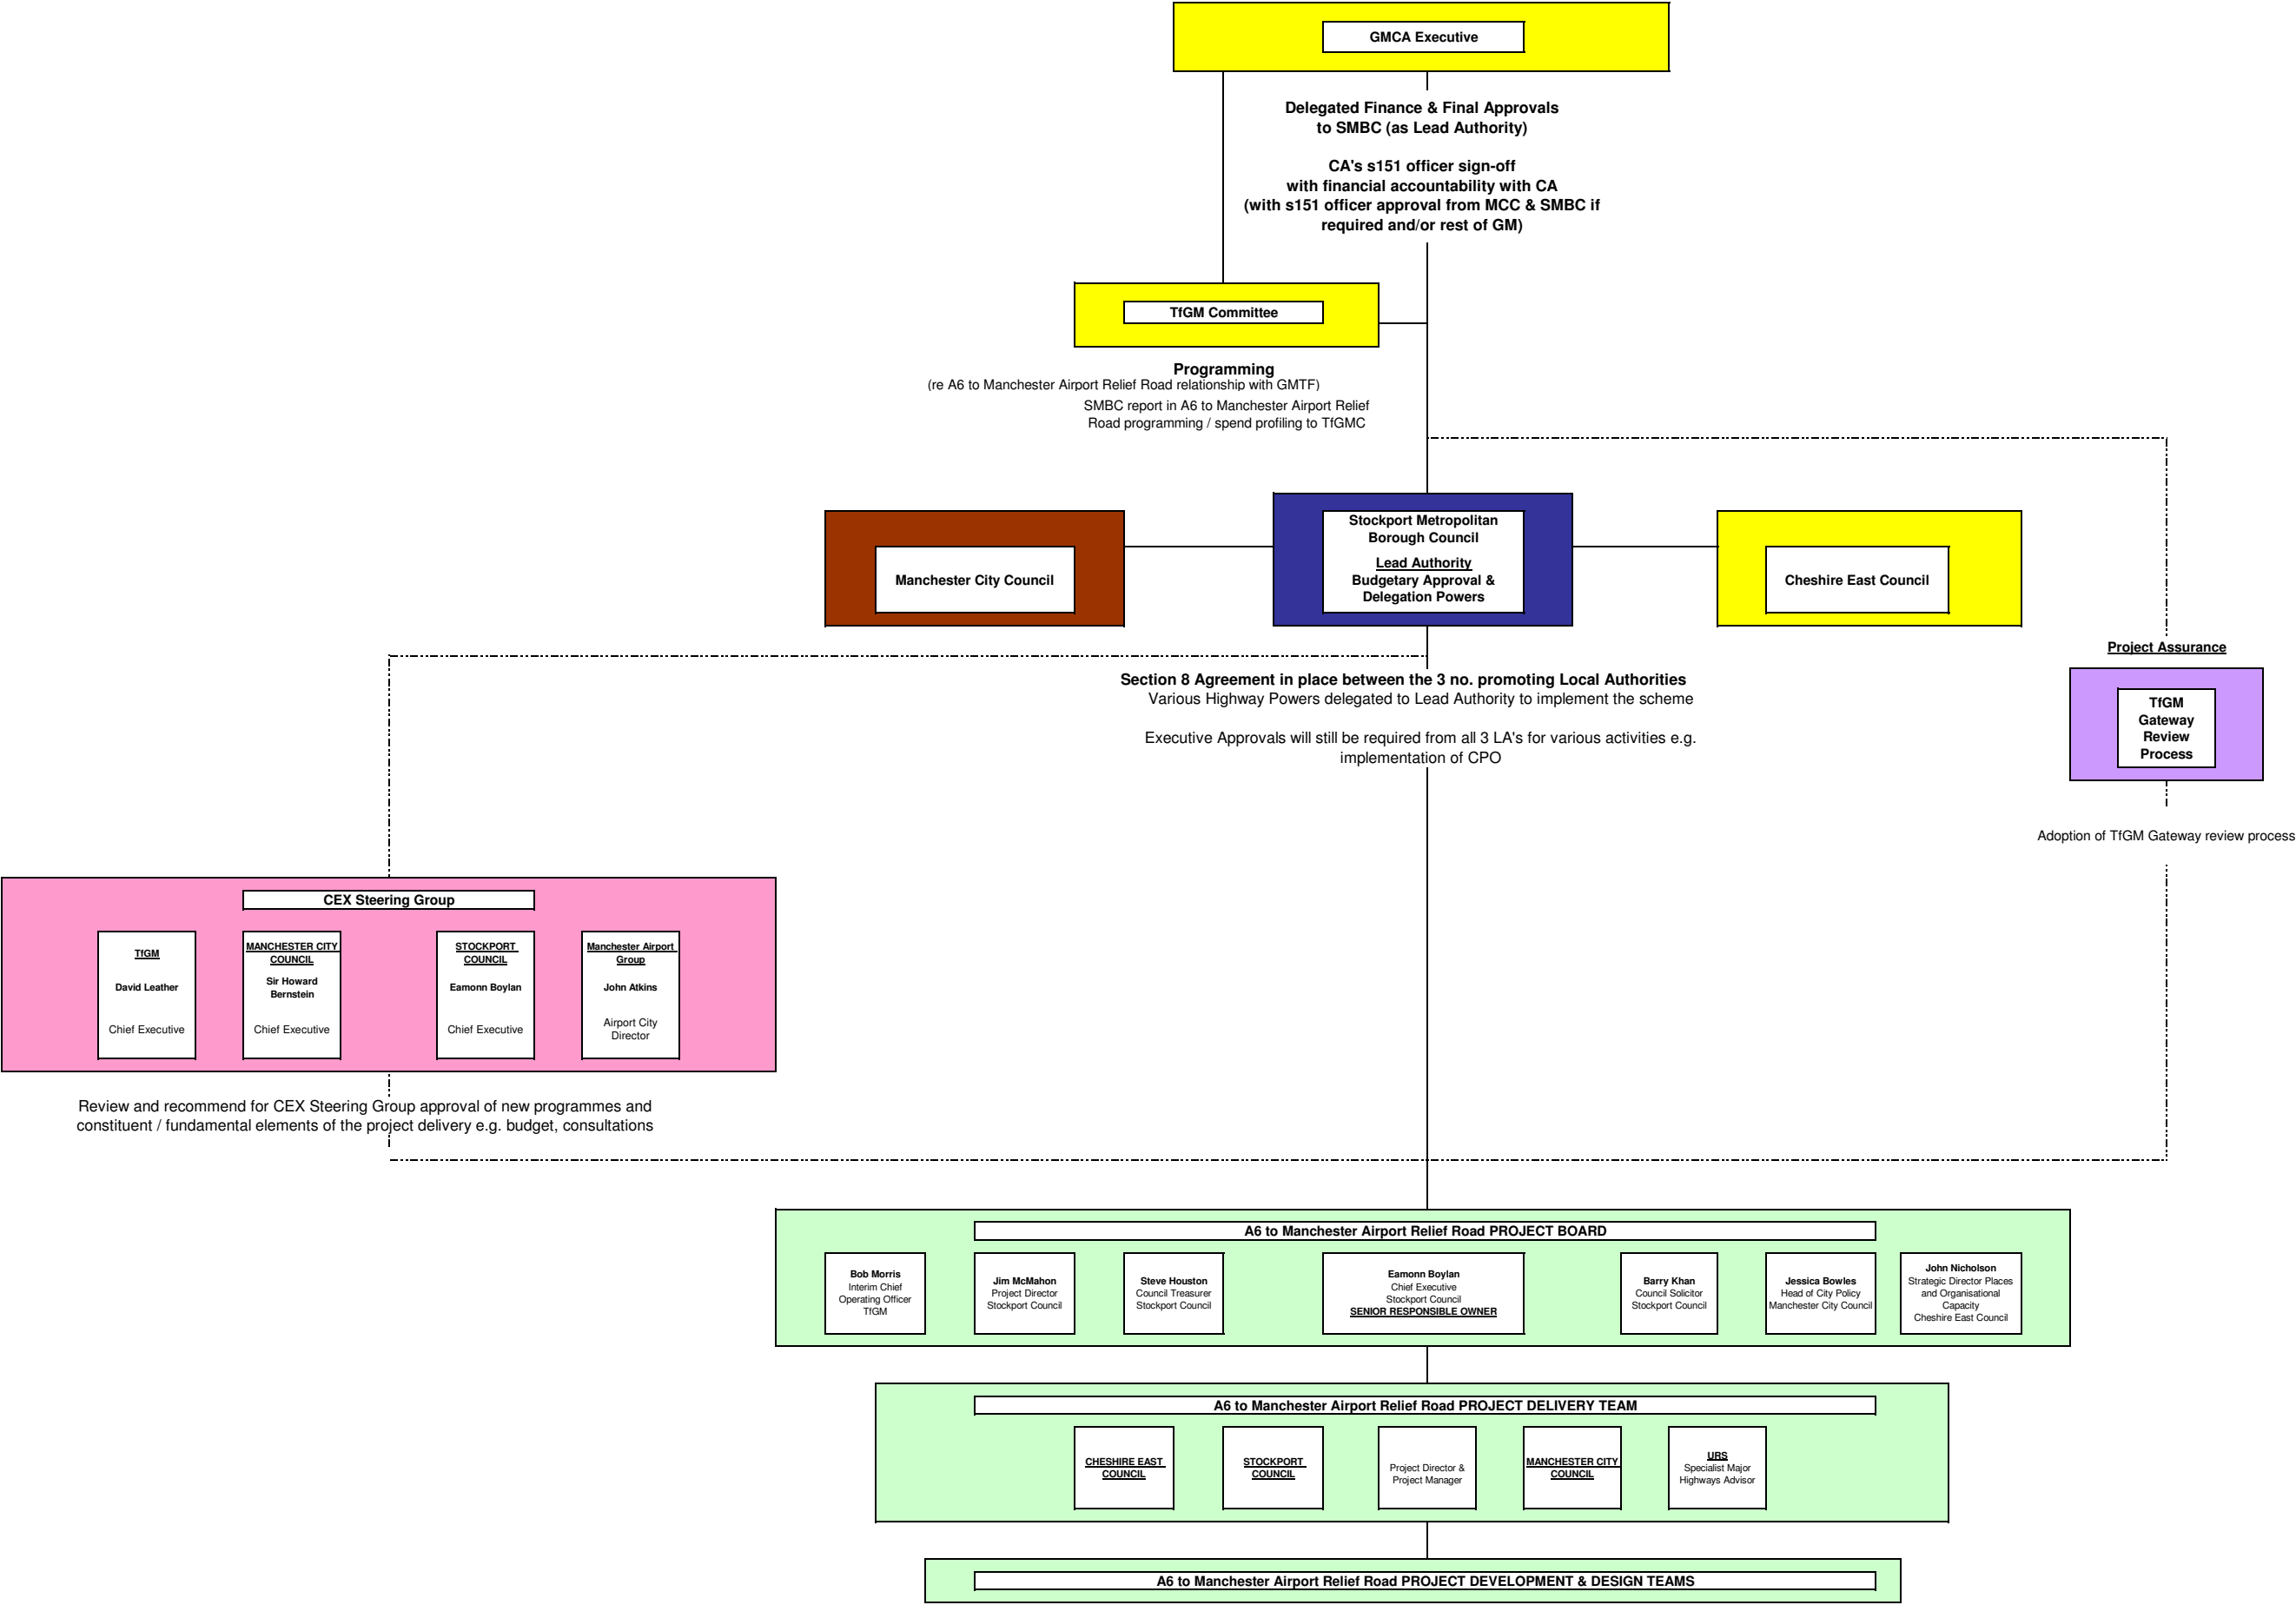 GMCA Executive
Delegated Finance & Final Approvals
to SMBC (as Lead Authority)
CA's s151 officer sign-off
with financial accountability with CA
(with s151 officer approval from MCC & SMBC if
required and/or rest of GM)
TfGM Committee
Programming
(re A6 to Manchester Airport Relief Road relationship with GMTF)
SMBC report in A6 to Manchester Airport Relief
Road programming / spend profiling to TfGMC
Manchester City Council
Stockport Metropolitan
Borough Council
Lead Authority
Budgetary Approval &
Delegation Powers
Cheshire East Council
Project Assurance
TfGM
Gateway
Review
Process
Adoption of TfGM Gateway review process
Section 8 Agreement in place between the 3 no. promoting Local Authorities
Various Highway Powers delegated to Lead Authority to implement the scheme
Executive Approvals will still be required from all 3 LA's for various activities e.g.
implementation of CPO
CEX Steering Group
TfGM
David Leather
Chief Executive
MANCHESTER CITY
COUNCIL
Sir Howard
Bernstein
Chief Executive
STOCKPORT
COUNCIL
Eamonn Boylan
Chief Executive
Manchester Airport
Group
John Atkins
Airport City
Director
Review and recommend for CEX Steering Group approval of new programmes and
constituent / fundamental elements of the project delivery e.g. budget, consultations
A6 to Manchester Airport Relief Road PROJECT BOARD
Bob Morris
Interim Chief
Operating Officer
TfGM
Jim McMahon
Project Director
Stockport Council
Steve Houston
Council Treasurer
Stockport Council
Eamonn Boylan
Chief Executive
Stockport Council
SENIOR RESPONSIBLE OWNER
Barry Khan
Council Solicitor
Stockport Council
Jessica Bowles
Head of City Policy
Manchester City Council
John Nicholson
Strategic Director Places
and Organisational
Capacity
Cheshire East Council
A6 to Manchester Airport Relief Road PROJECT DELIVERY TEAM
CHESHIRE EAST
COUNCIL
STOCKPORT
COUNCIL
Project Director &
Project Manager
MANCHESTER CITY
COUNCIL
URS
Specialist Major
Highways Advisor
A6 to Manchester Airport Relief Road PROJECT DEVELOPMENT & DESIGN TEAMS